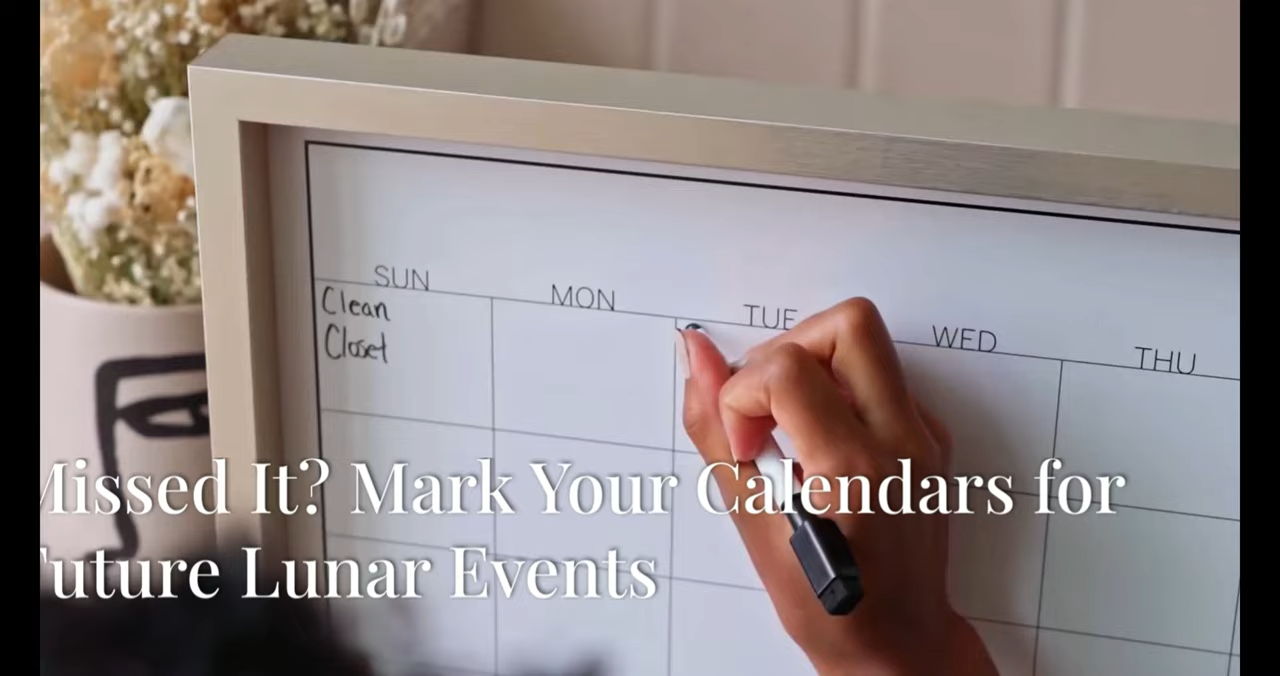 SUN MON TUE WED THU
Clean
Closet
Missed It? Mark Your Calendars for
Future Lunar Events